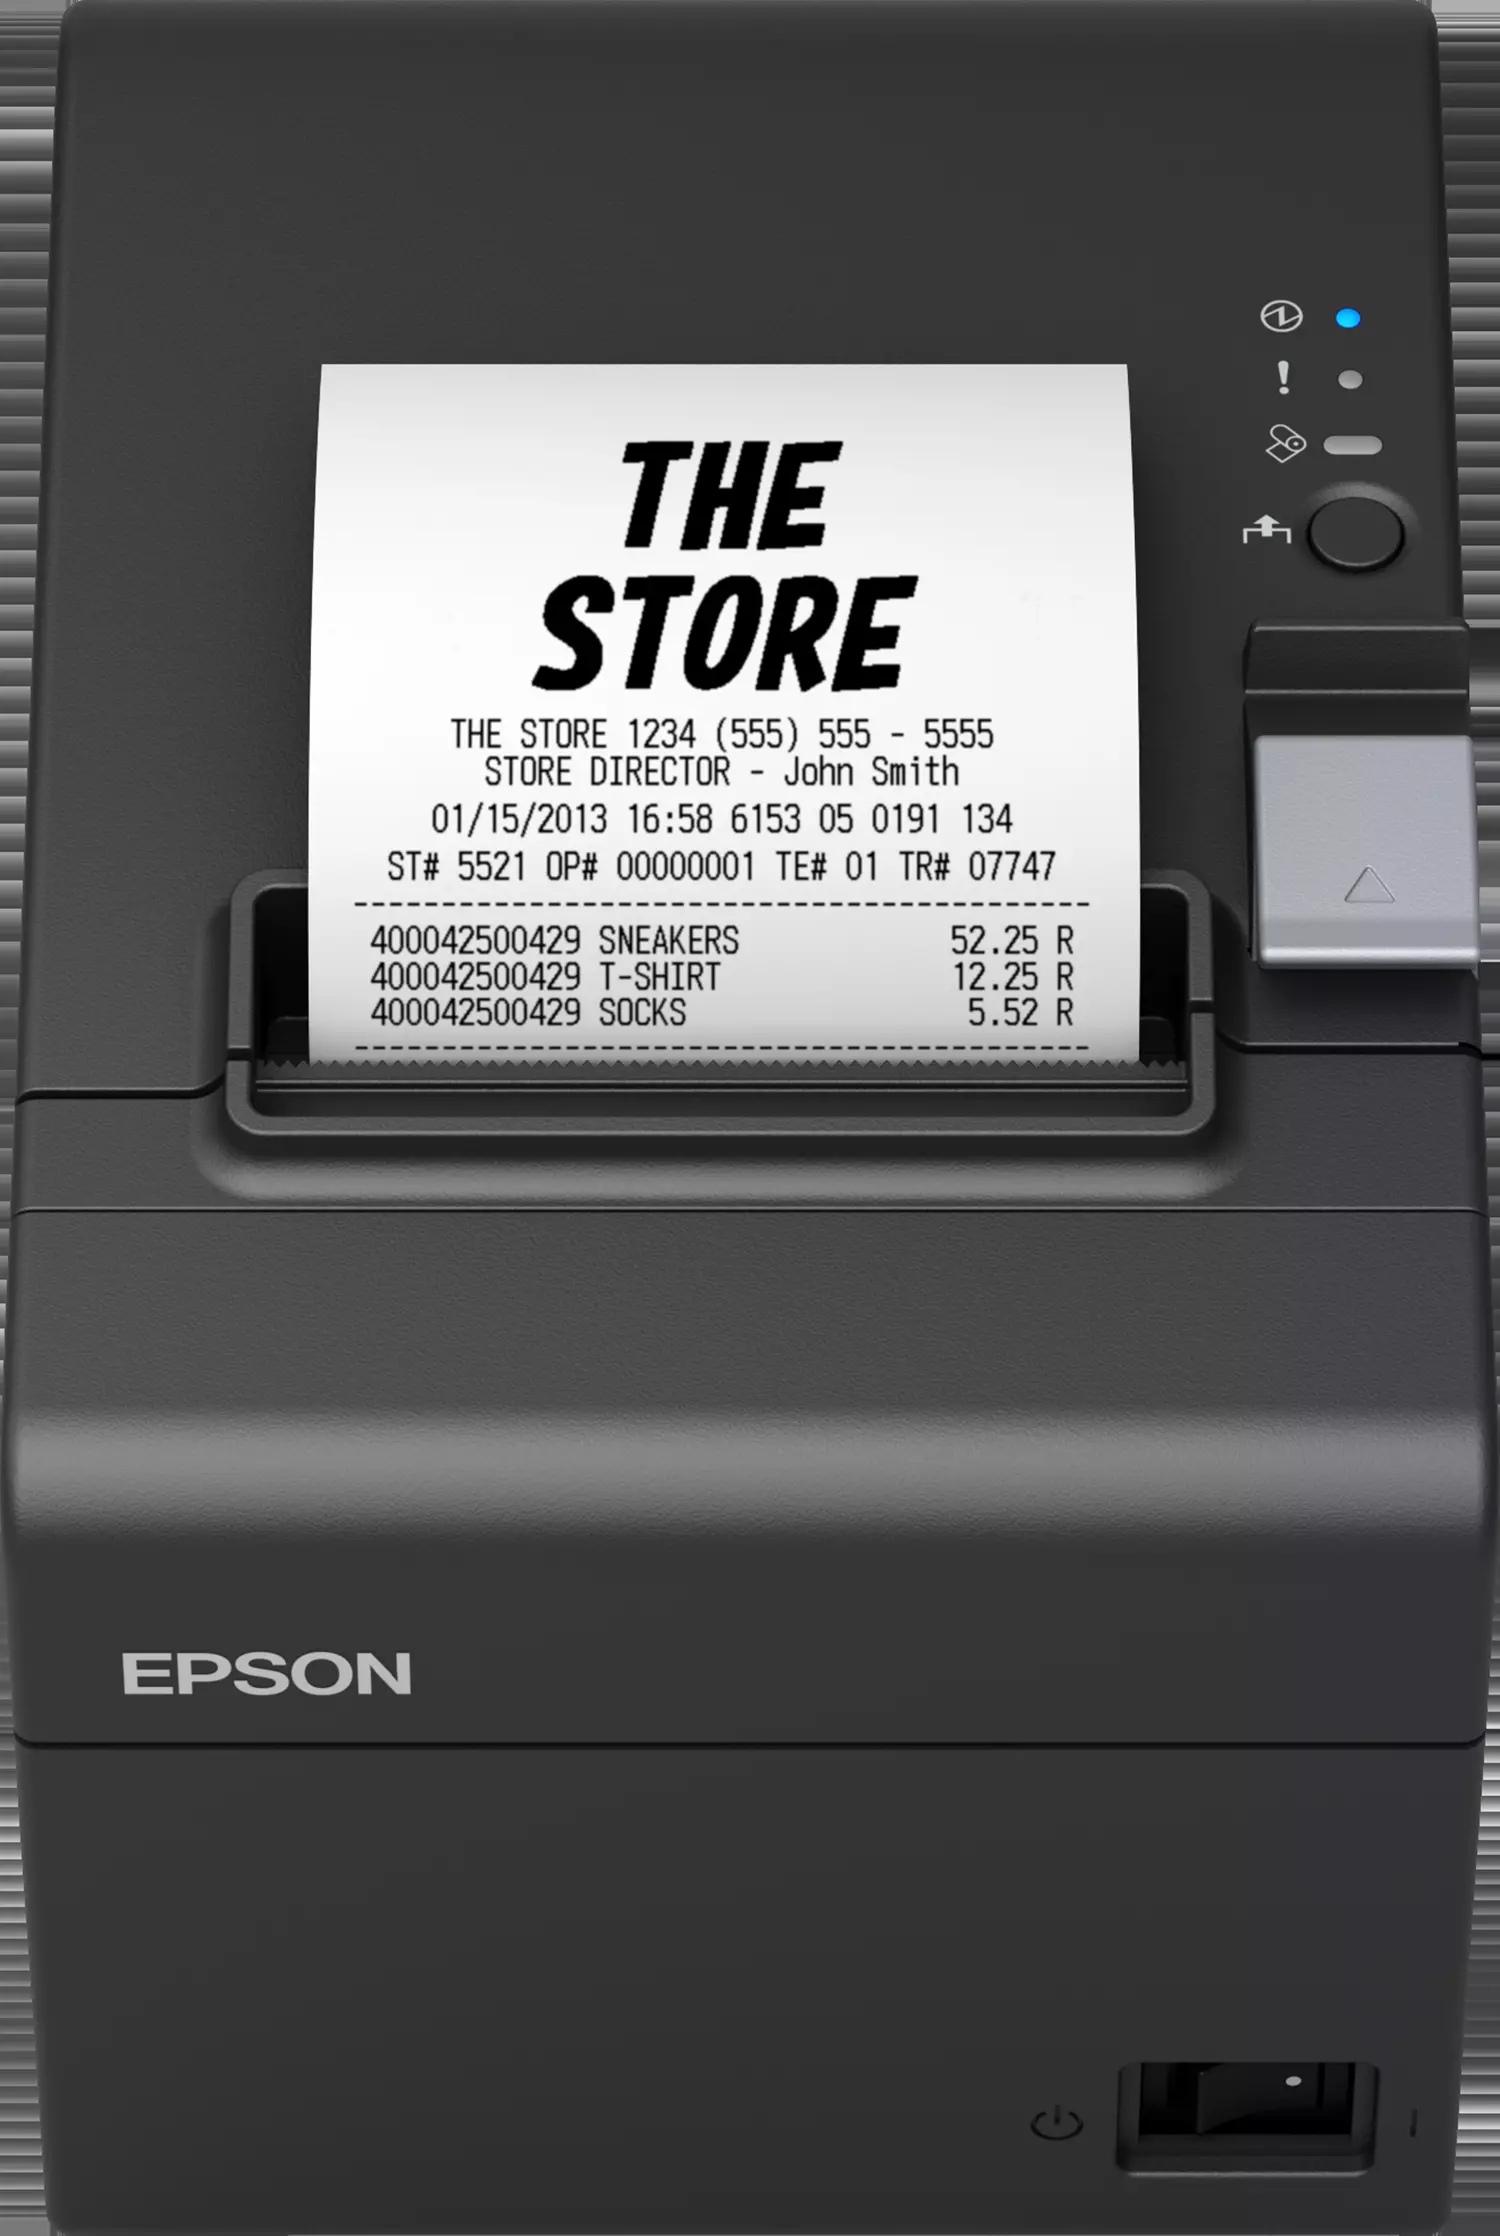 THE
STORE
THE STORE 1234 (555) 555 - 5555
STORE DIRECTOR - John Smith
01/15/2013 16:58 6153 05 0191 134
ST# 5521 OP# 00000001 TE# 01 TR# 07747
--------------------------------------------------
400042500429 SNEAKERS 52.25 R
400042500429 T-SHIRT 12.25 R
400042500429 SOCKS 5.52 R
--------------------------------------------------
EPSON